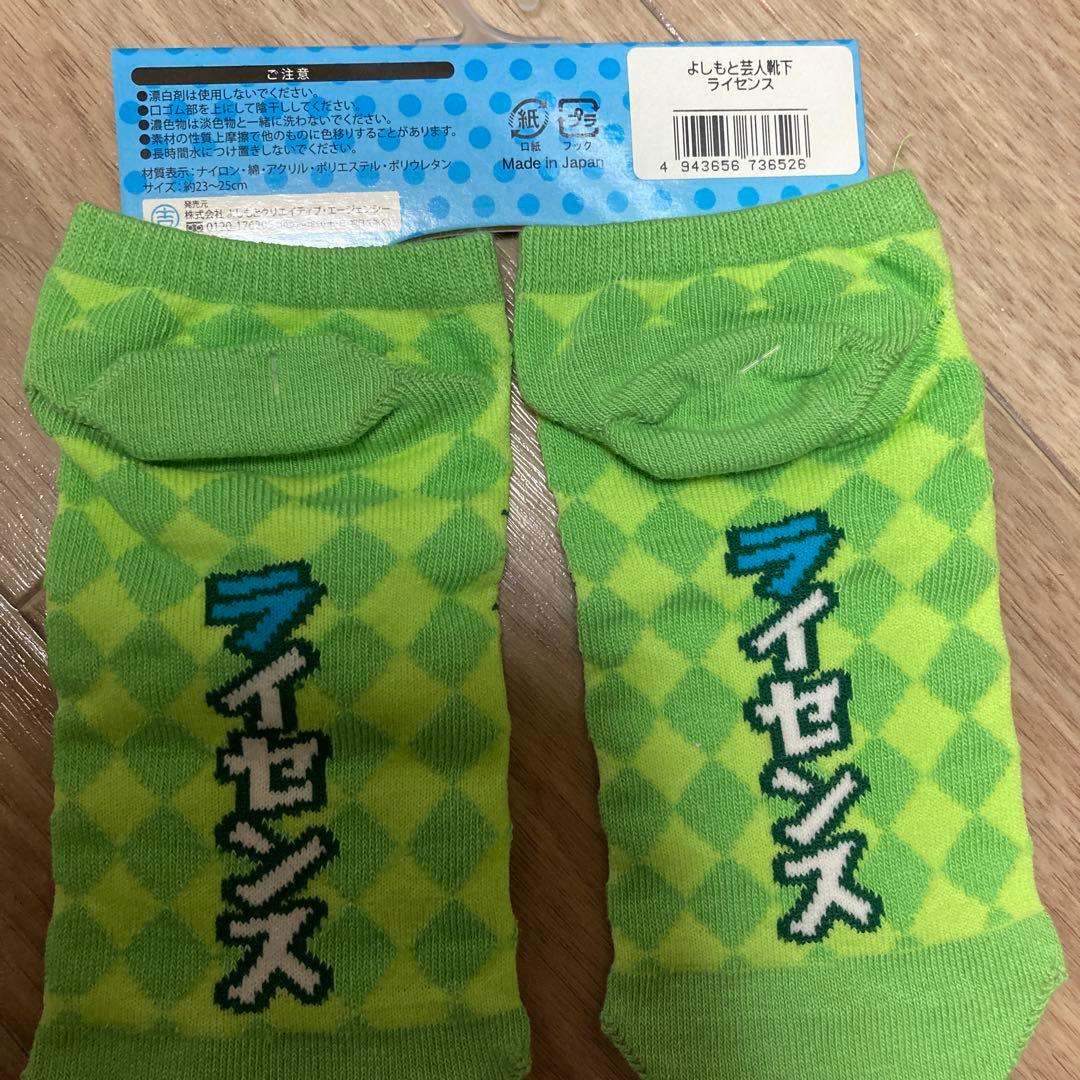 ご注意
●漂白剤は使用しないでください。
●口ゴム部を上にして陰干ししてください。
●濃色物は淡色物と一緒に洗わないでください。
●素材の性質上摩擦で他のものに色移りすることがあります。
●長時間水につけ置きしないでください。
材質表示：ナイロン・綿・アクリル・ポリエステル・ポリウレタン
サイズ：約23～25cm
発売元
株式会社よしもとクリエイティブ・エージェンシー
紙
口紙
プラ
フック
Made in Japan
よしもと芸人靴下
ライセンス
4 943656 736526
ライセンス
ライセンス